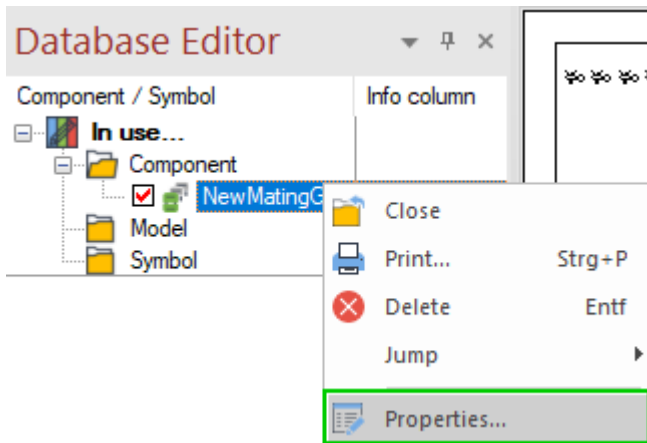 Database Editor
Component / Symbol Info column
In use...
Component
NewMatingG
Model
Symbol
Close
Print... Strg+P
Delete Entf
Jump
Properties...